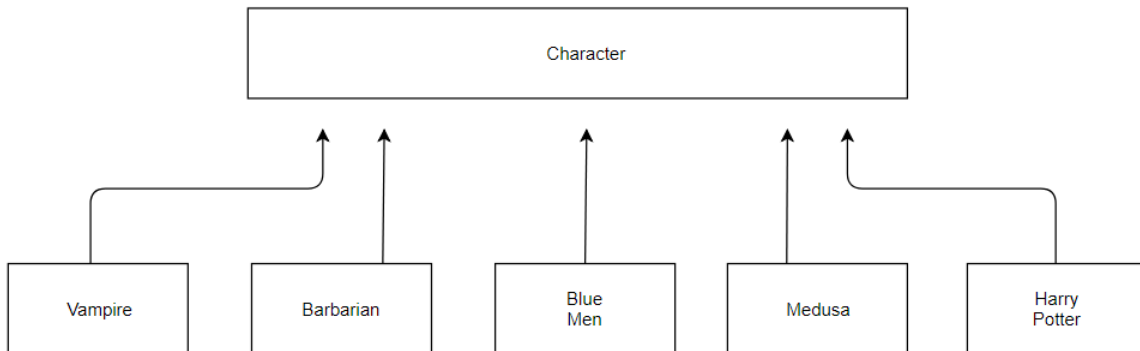 Character
Vampire
Barbarian
Blue
Men
Medusa
Harry
Potter